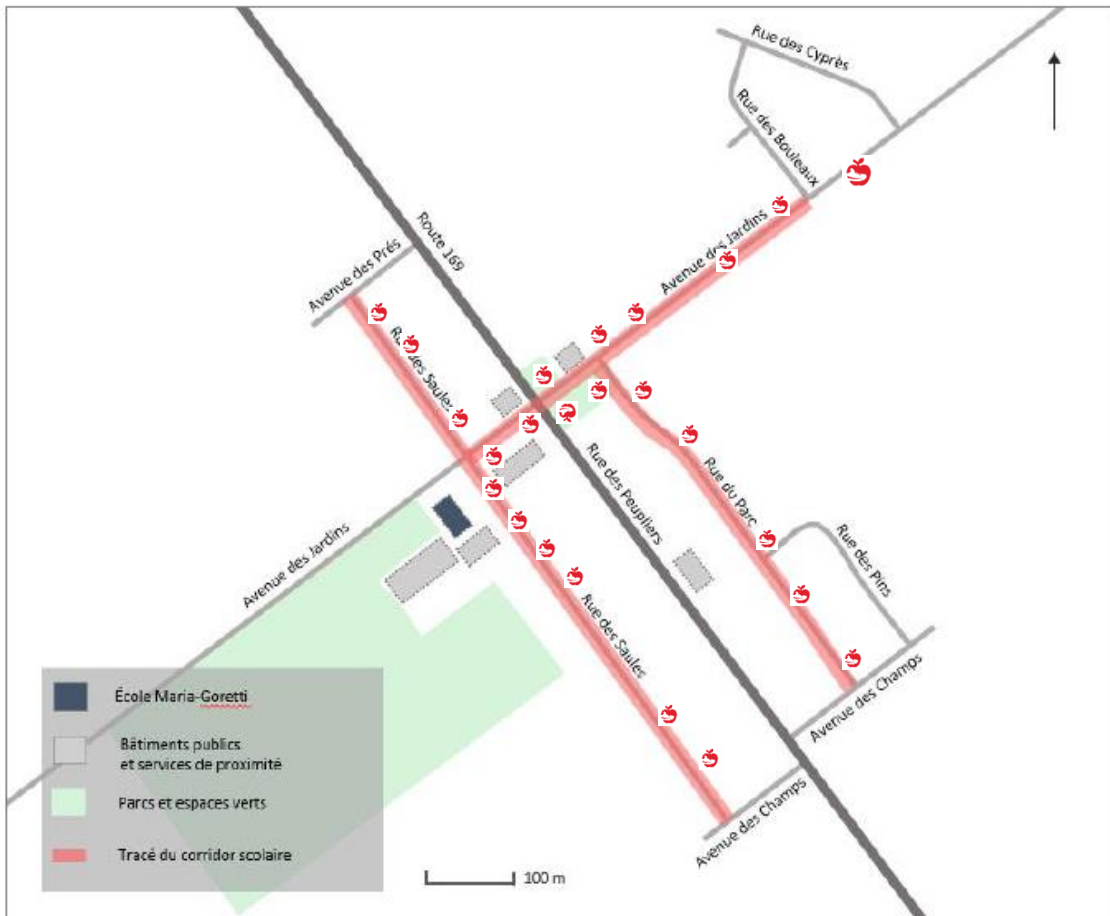 Rue des Cyprès
Rue des Bouleaux
Route 169
Avenue des Jardins
Avenue des Prés
Rue des Saules
Rue des Peupliers
Rue du Parc
Rue des Pins
Avenue des Jardins
Rue des Saules
Avenue des Champs
Avenue des Champs
École Maria-Goretti
Bâtiments publics
et services de proximité
Parcs et espaces verts
Tracé du corridor scolaire
100 m